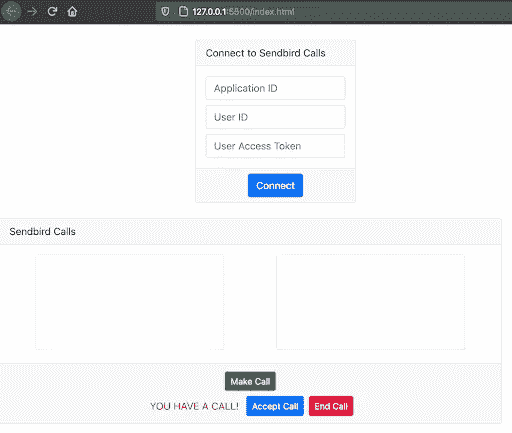 127.0.0.1:5500/index.html
Connect to Sendbird Calls
Application ID
User ID
User Access Token
Connect
Sendbird Calls
Make Call
YOU HAVE A CALL! Accept Call End Call